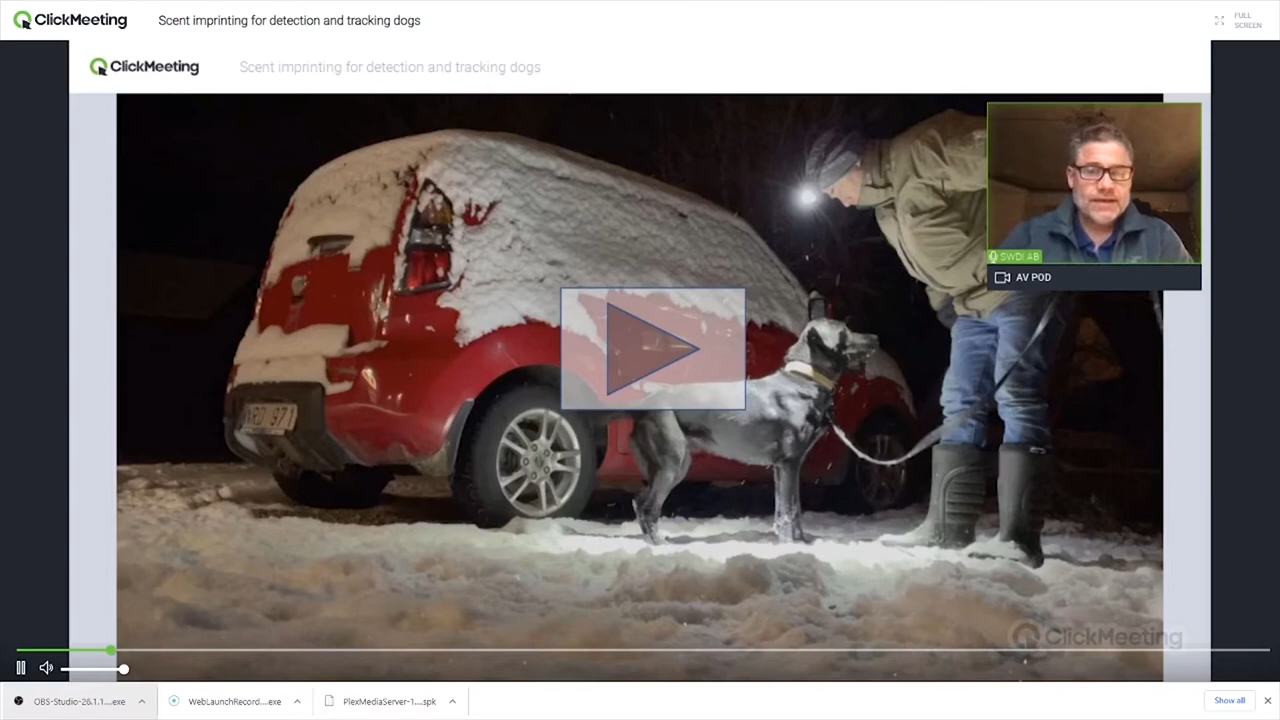 ClickMeeting
Scent imprinting for detection and tracking dogs
FULL
SCREEN
ClickMeeting
Scent imprinting for detection and tracking dogs
SWDI AB
AV POD
971
ClickMeeting
OBS-Studio-26.1.1....exe
WebLaunchRecord....exe
PlexMediaServer-1....spk
Show all